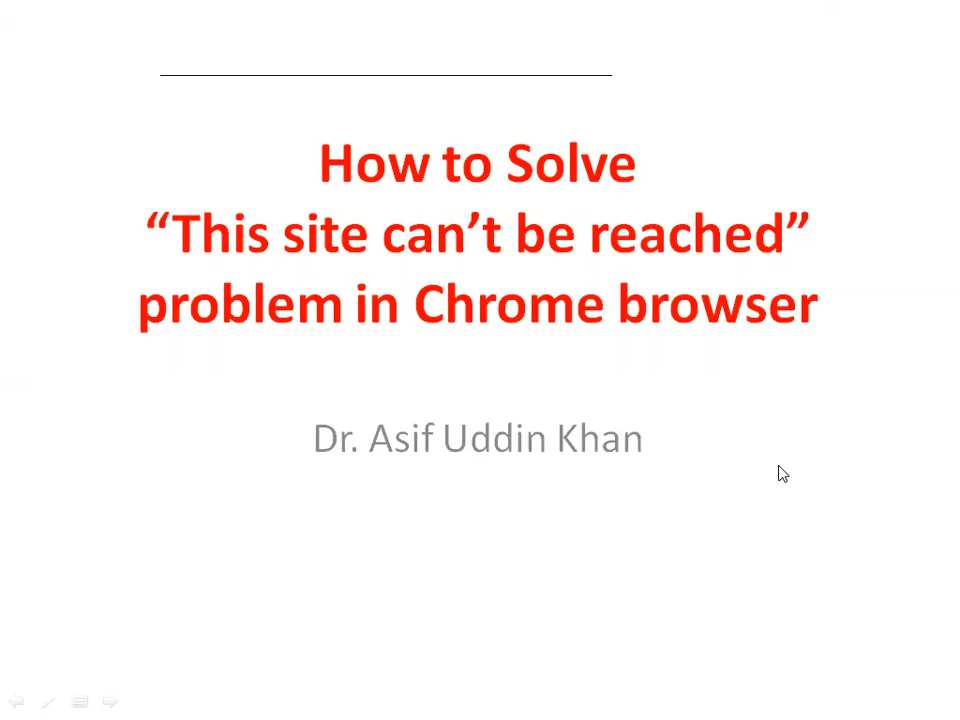 How to Solve
“This site can’t be reached”
problem in Chrome browser
Dr. Asif Uddin Khan